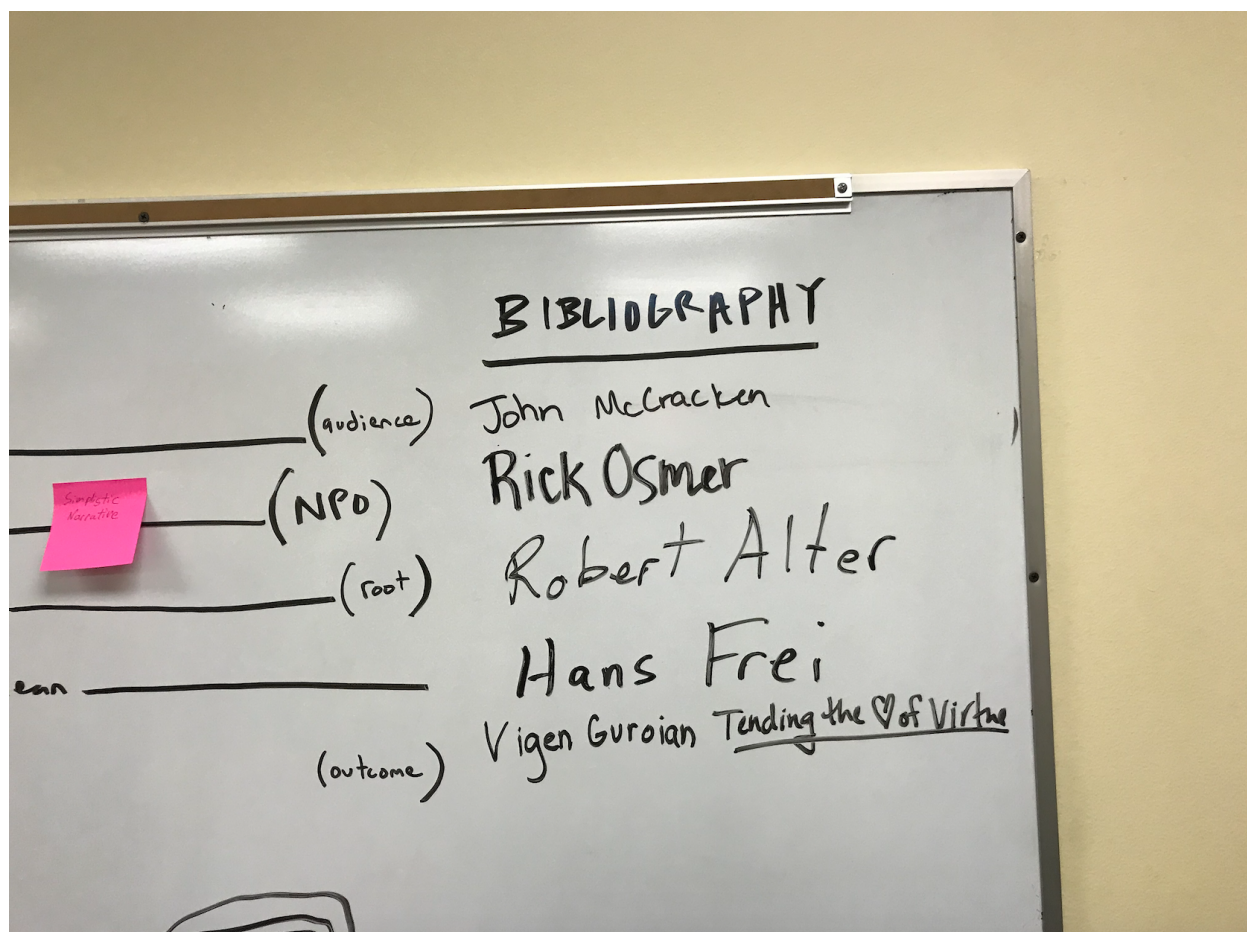 BIBLIOGRAPHY
(audience)
John McCracken
Rick Osmer
Simplistic
Narrative
(NPO)
Robert Alter
(root)
Hans Frei
ean
Vigen Guroian Tending the ♡ of Virtue
(outcome)